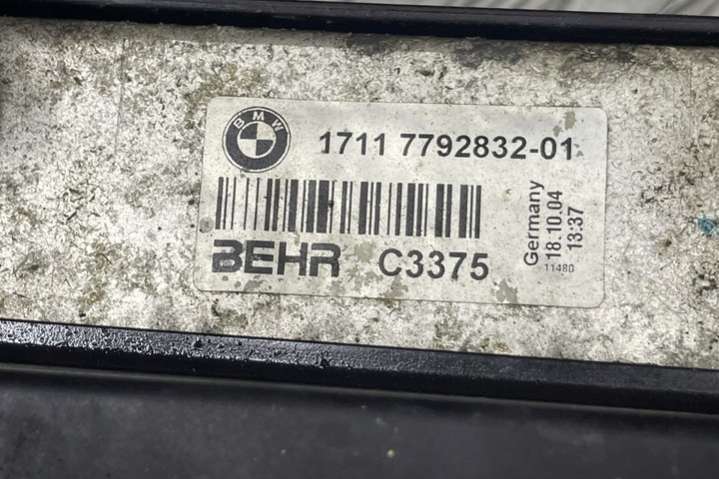 BMW
1711 7792832-01
BEHR C3375
Germany
18.10.04
13:37
11480